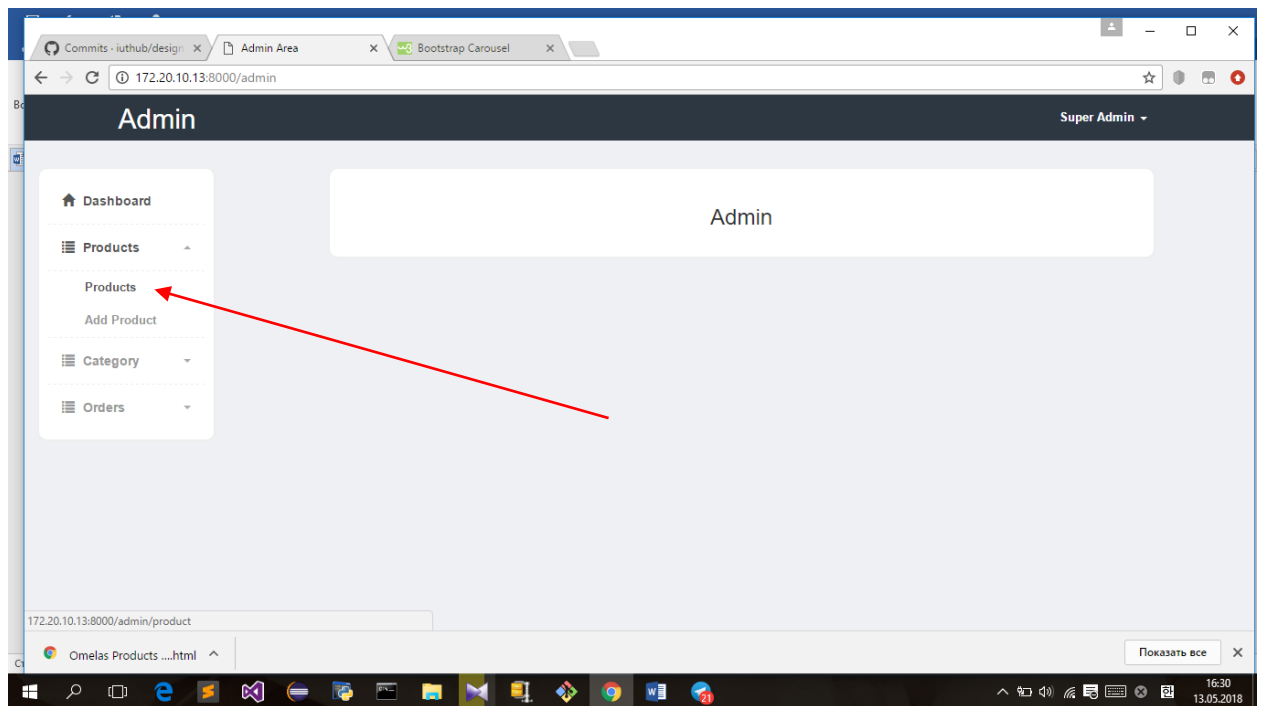 Commits · iuthub/design
Admin Area
Bootstrap Carousel
172.20.10.13:8000/admin
Admin
Super Admin
Dashboard
Products
Products
Add Product
Category
Orders
Admin
172.20.10.13:8000/admin/product
Omelas Products ....html
Показать все
21
16:30
13.05.2018